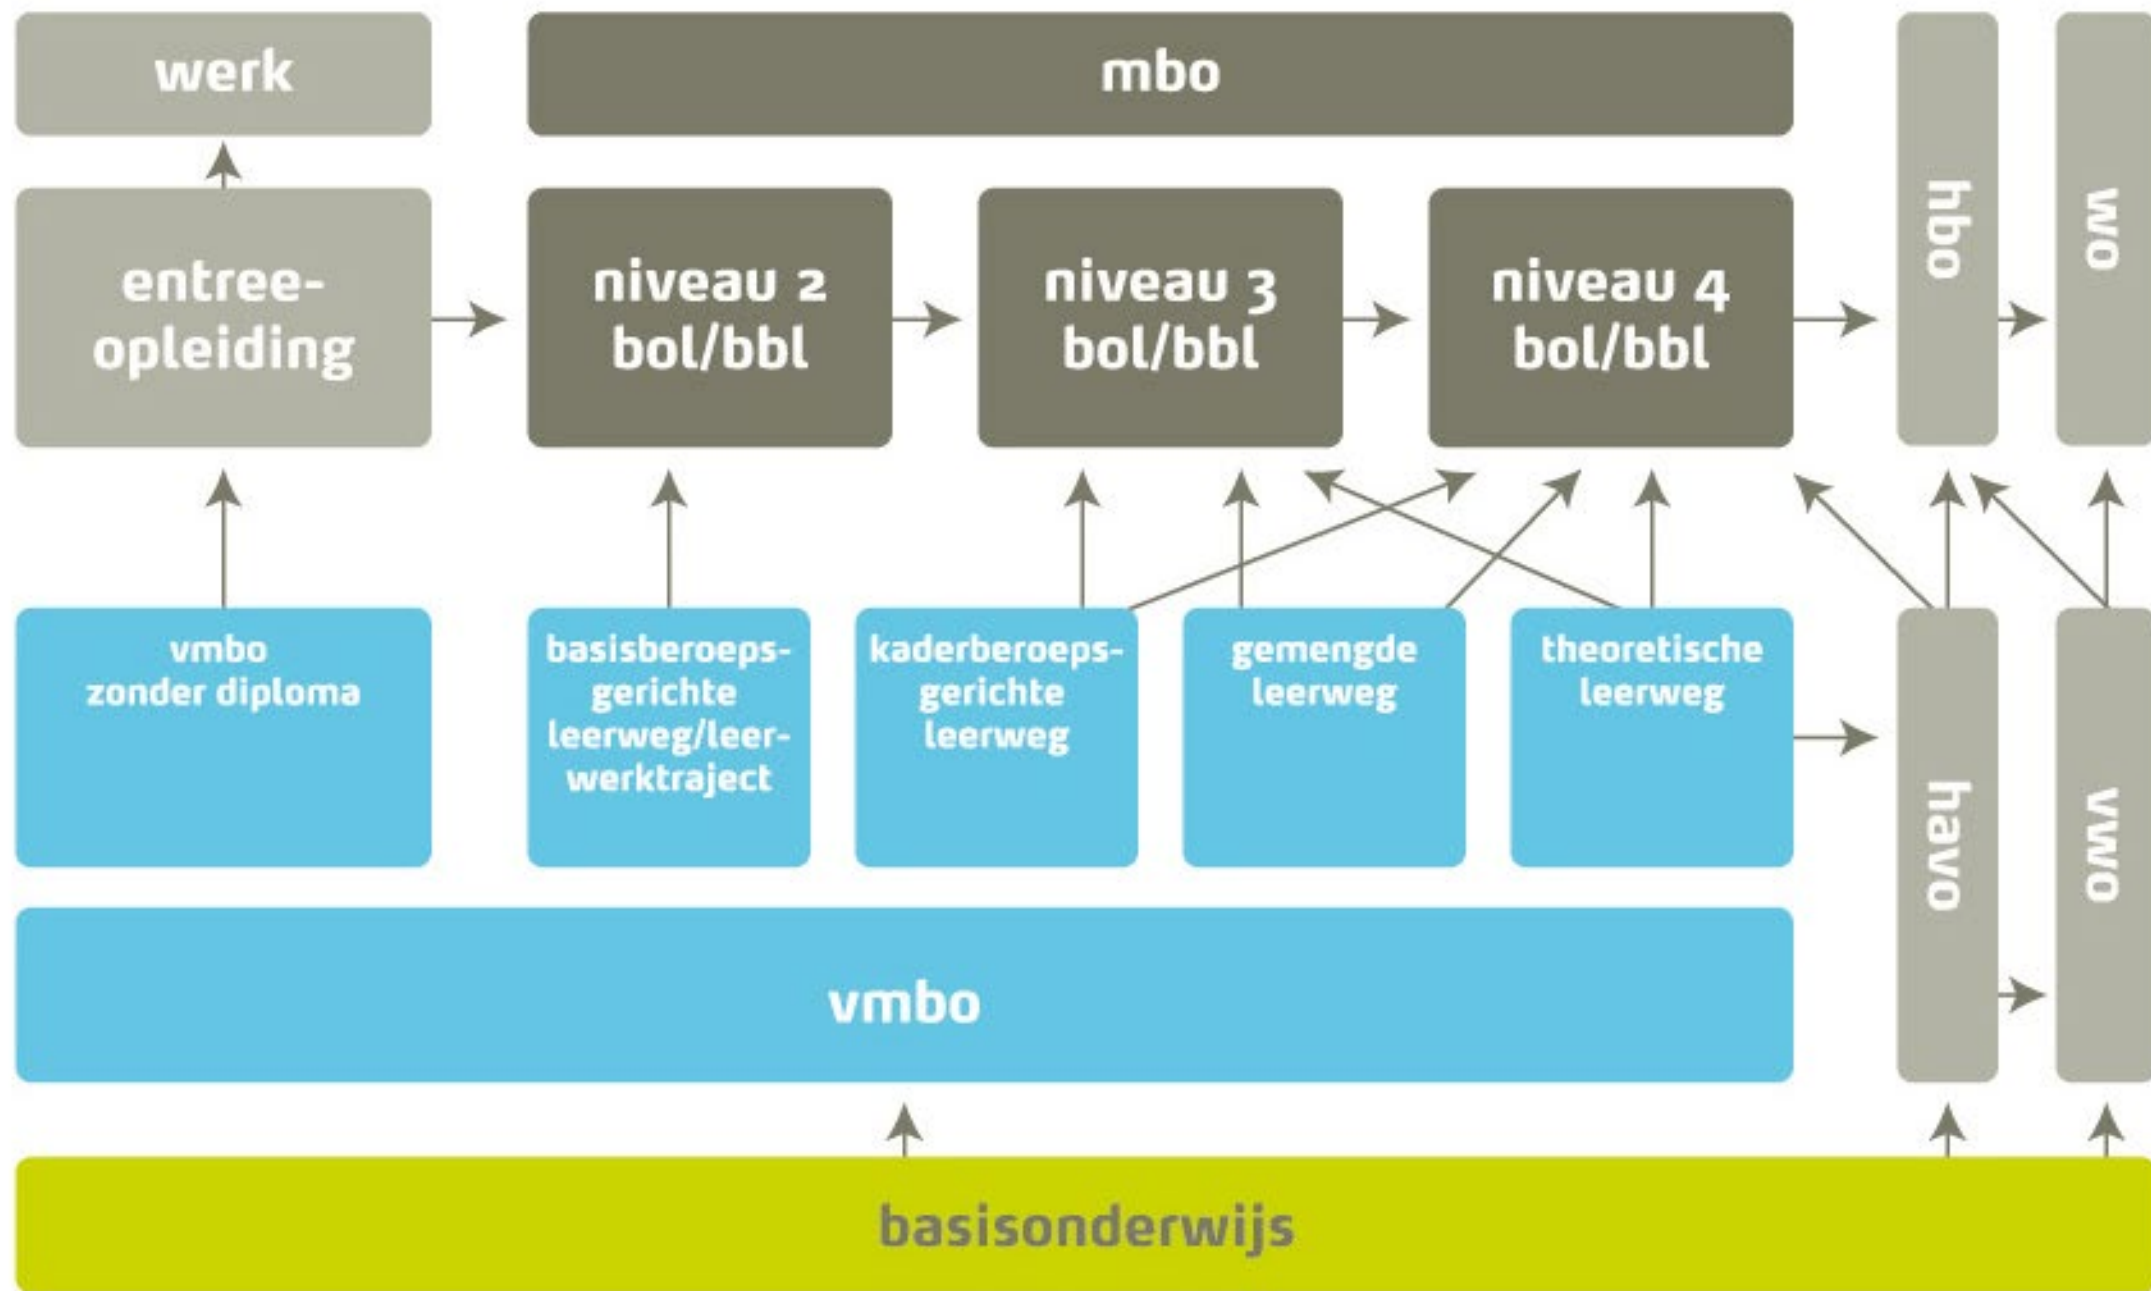 werk
mbo
entree-
opleiding
niveau 2
bol/bbl
niveau 3
bol/bbl
niveau 4
bol/bbl
hbo
wo
vmbo
zonder diploma
basisberoeps-
gerichte
leerweg/leer-
werktraject
kaderberoeps-
gerichte
leerweg
gemengde
leerweg
theoretische
leerweg
havo
vwo
vmbo
basisonderwijs